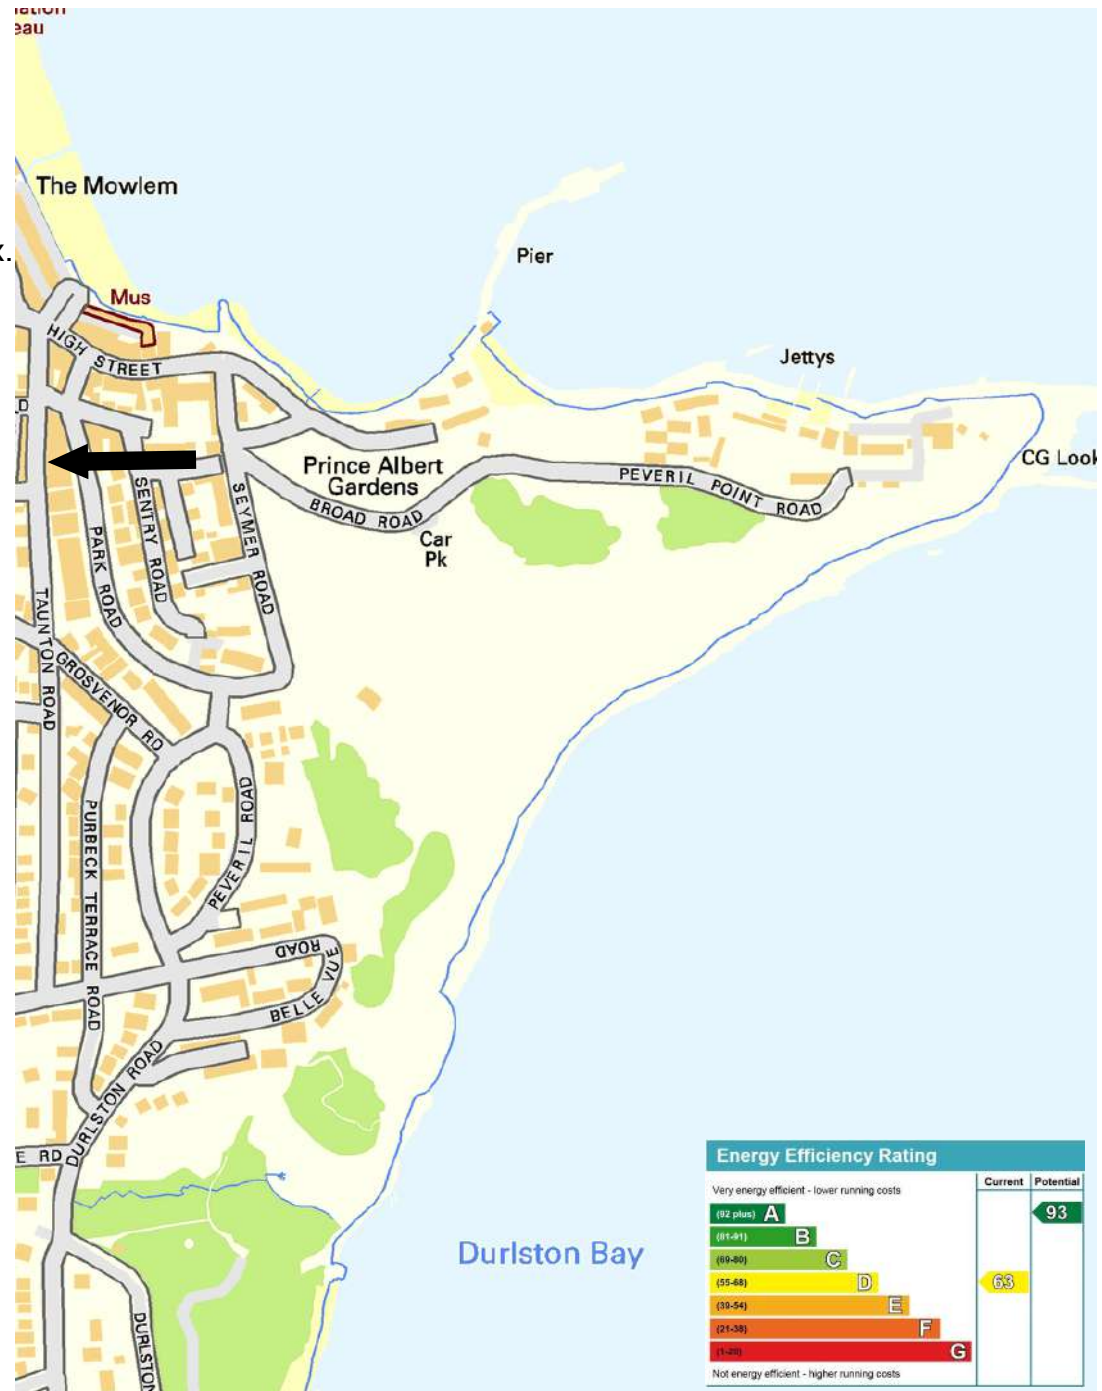 eau
The Mowlem
x.
Pier
Mus
HIGH STREET
Jettys
D
CG Look
Prince Albert
Gardens
PEVERIL POINT ROAD
BROAD ROAD
Car
Pk
SENTRY ROAD
SEYMER ROAD
PARK ROAD
TAUNTON ROAD
GROSVENOR RD
PEVERIL ROAD
PURBECK TERRACE ROAD
BELLE VUE ROAD
DURLSTON ROAD
E RD
Durlston Bay
DURLSTON
Energy Efficiency Rating
Current Potential
Very energy efficient - lower running costs
(92 plus) A 93
(81-91) B
(69-80) C
(55-68) D 63
(39-54) E
(21-38) F
(1-20) G
Not energy efficient - higher running costs